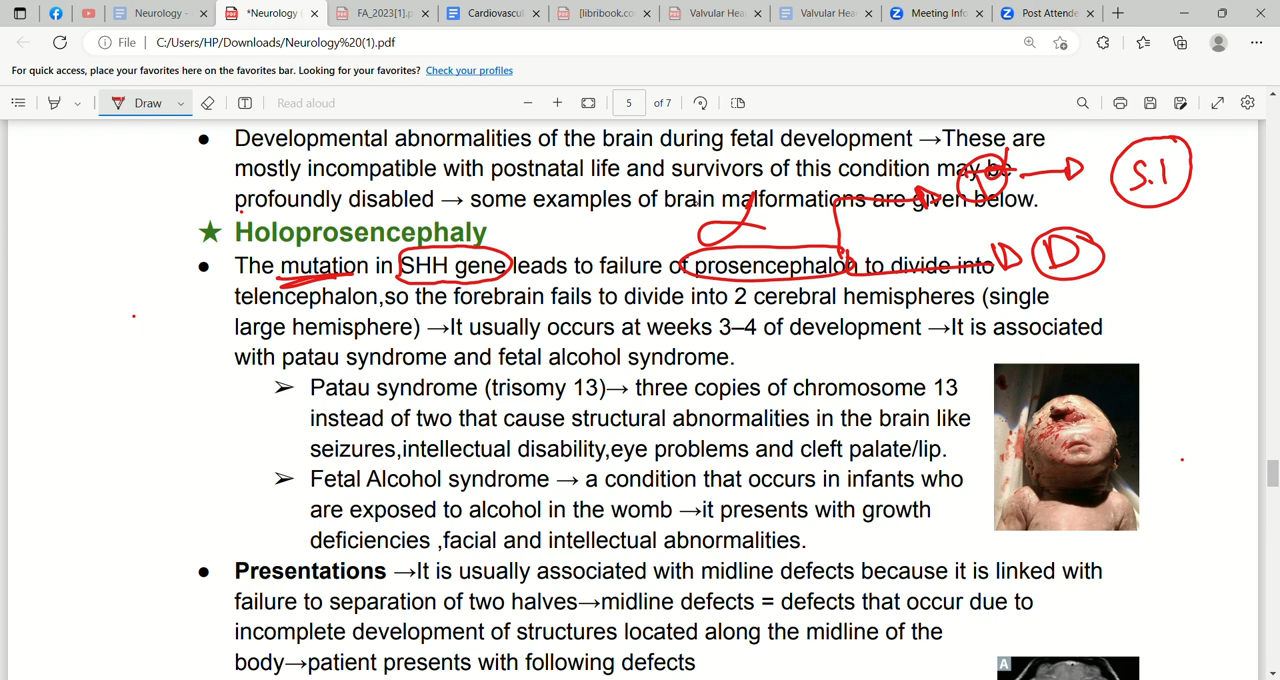 Neurology -
*Neurology (
FA_2023[1].p
Cardiovascu
[libribook.co
Valvular Hea
Valvular Hea
Meeting Info
Post Attende
File
C:/Users/HP/Downloads/Neurology%20(1).pdf
For quick access, place your favorites here on the favorites bar. Looking for your favorites? Check your profiles
Draw
Read aloud
5 of 7
● Developmental abnormalities of the brain during fetal development →These are
mostly incompatible with postnatal life and survivors of this condition may be
profoundly disabled → some examples of brain malformations are given below.
S.1
★ Holoprosencephaly
D
● The mutation in SHH gene leads to failure of prosencephalon to divide into
telencephalon,so the forebrain fails to divide into 2 cerebral hemispheres (single
large hemisphere) →It usually occurs at weeks 3–4 of development →It is associated
with patau syndrome and fetal alcohol syndrome.
➢ Patau syndrome (trisomy 13)→ three copies of chromosome 13
instead of two that cause structural abnormalities in the brain like
seizures,intellectual disability,eye problems and cleft palate/lip.
➢ Fetal Alcohol syndrome → a condition that occurs in infants who
are exposed to alcohol in the womb →it presents with growth
deficiencies ,facial and intellectual abnormalities.
● Presentations →It is usually associated with midline defects because it is linked with
failure to separation of two halves→midline defects = defects that occur due to
incomplete development of structures located along the midline of the
body→patient presents with following defects
A